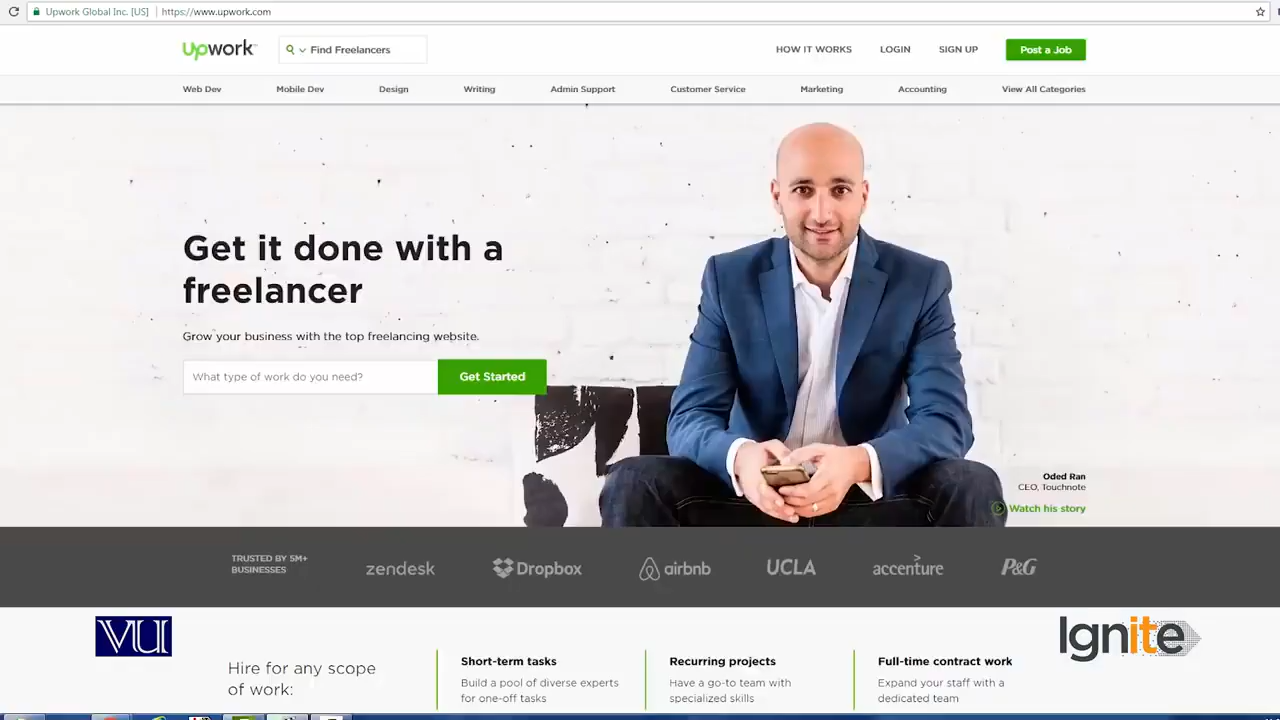 Upwork Global Inc. [US]
https://www.upwork.com
Upwork
Find Freelancers
HOW IT WORKS
LOGIN
SIGN UP
Post a Job
Web Dev
Mobile Dev
Design
Writing
Admin Support
Customer Service
Marketing
Accounting
View All Categories
Get it done with a
freelancer
Grow your business with the top freelancing website.
What type of work do you need?
Get Started
Oded Ran
CEO, Touchnote
Watch his story
TRUSTED BY 5M+
BUSINESSES
zendesk
Dropbox
airbnb
UCLA
accenture
P&G
VU
Ignite
Hire for any scope
of work:
Short-term tasks
Build a pool of diverse experts
for one-off tasks
Recurring projects
Have a go-to team with
specialized skills
Full-time contract work
Expand your staff with a
dedicated team